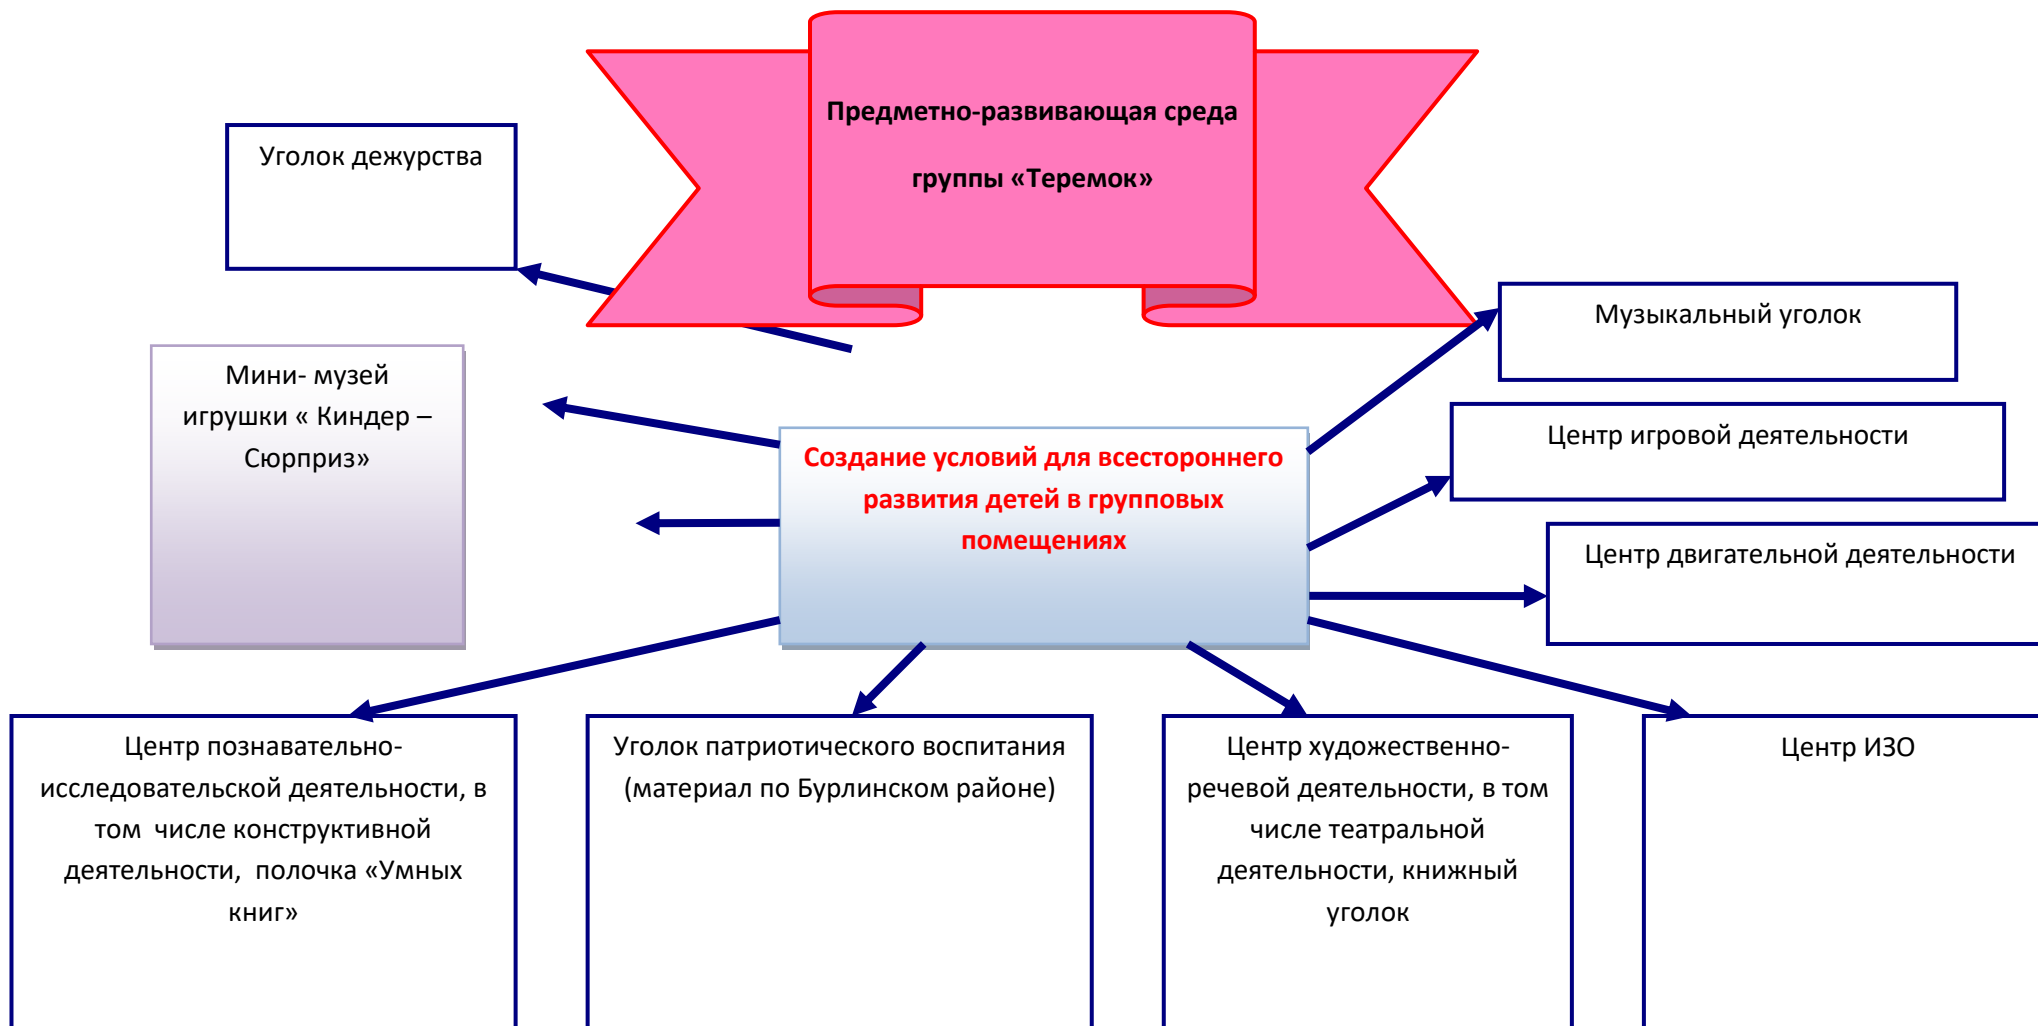 Предметно-развивающая среда
группы «Теремок»
Уголок дежурства
Музыкальный уголок
Мини- музей
игрушки « Киндер –
Сюрприз»
Центр игровой деятельности
Создание условий для всестороннего
развития детей в групповых
помещениях
Центр двигательной деятельности
Центр познавательно-
исследовательской деятельности, в
том  числе конструктивной
деятельности,  полочка «Умных
книг»
Уголок патриотического воспитания
(материал по Бурлинском районе)
Центр художественно-
речевой деятельности, в том
числе театральной
деятельности, книжный
уголок
Центр ИЗО